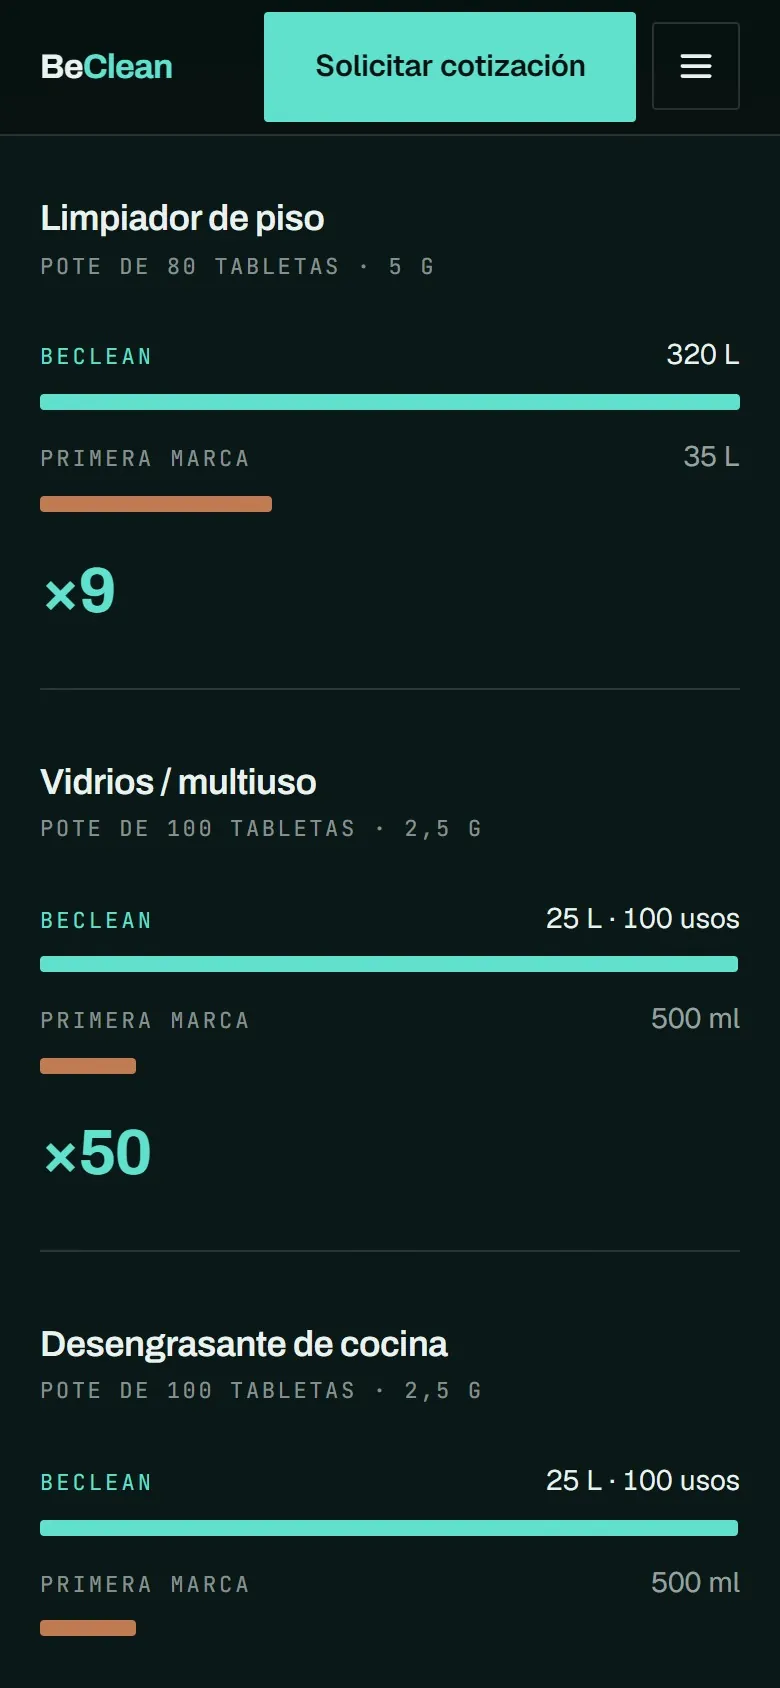 BeClean
Solicitar cotización
Limpiador de piso
POTE DE 80 TABLETAS · 5 G
BECLEAN 320 L
PRIMERA MARCA 35 L
×9
Vidrios / multiuso
POTE DE 100 TABLETAS · 2,5 G
BECLEAN 25 L · 100 usos
PRIMERA MARCA 500 ml
×50
Desengrasante de cocina
POTE DE 100 TABLETAS · 2,5 G
BECLEAN 25 L · 100 usos
PRIMERA MARCA 500 ml